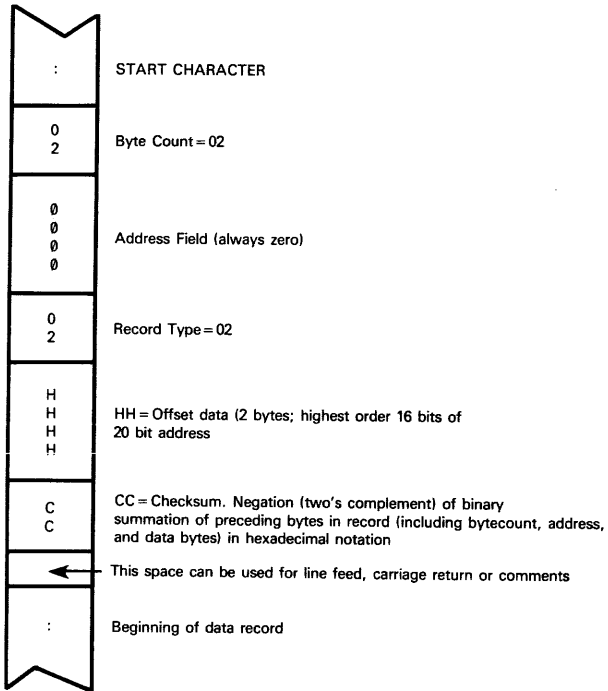 : START CHARACTER
0
2
Byte Count = 02
Ø
Ø
Ø
Ø
Address Field (always zero)
0
2
Record Type = 02
H
H
H
H
HH = Offset data (2 bytes; highest order 16 bits of
20 bit address
C
C
CC = Checksum. Negation (two's complement) of binary
summation of preceding bytes in record (including bytecount, address,
and data bytes) in hexadecimal notation
This space can be used for line feed, carriage return or comments
: Beginning of data record